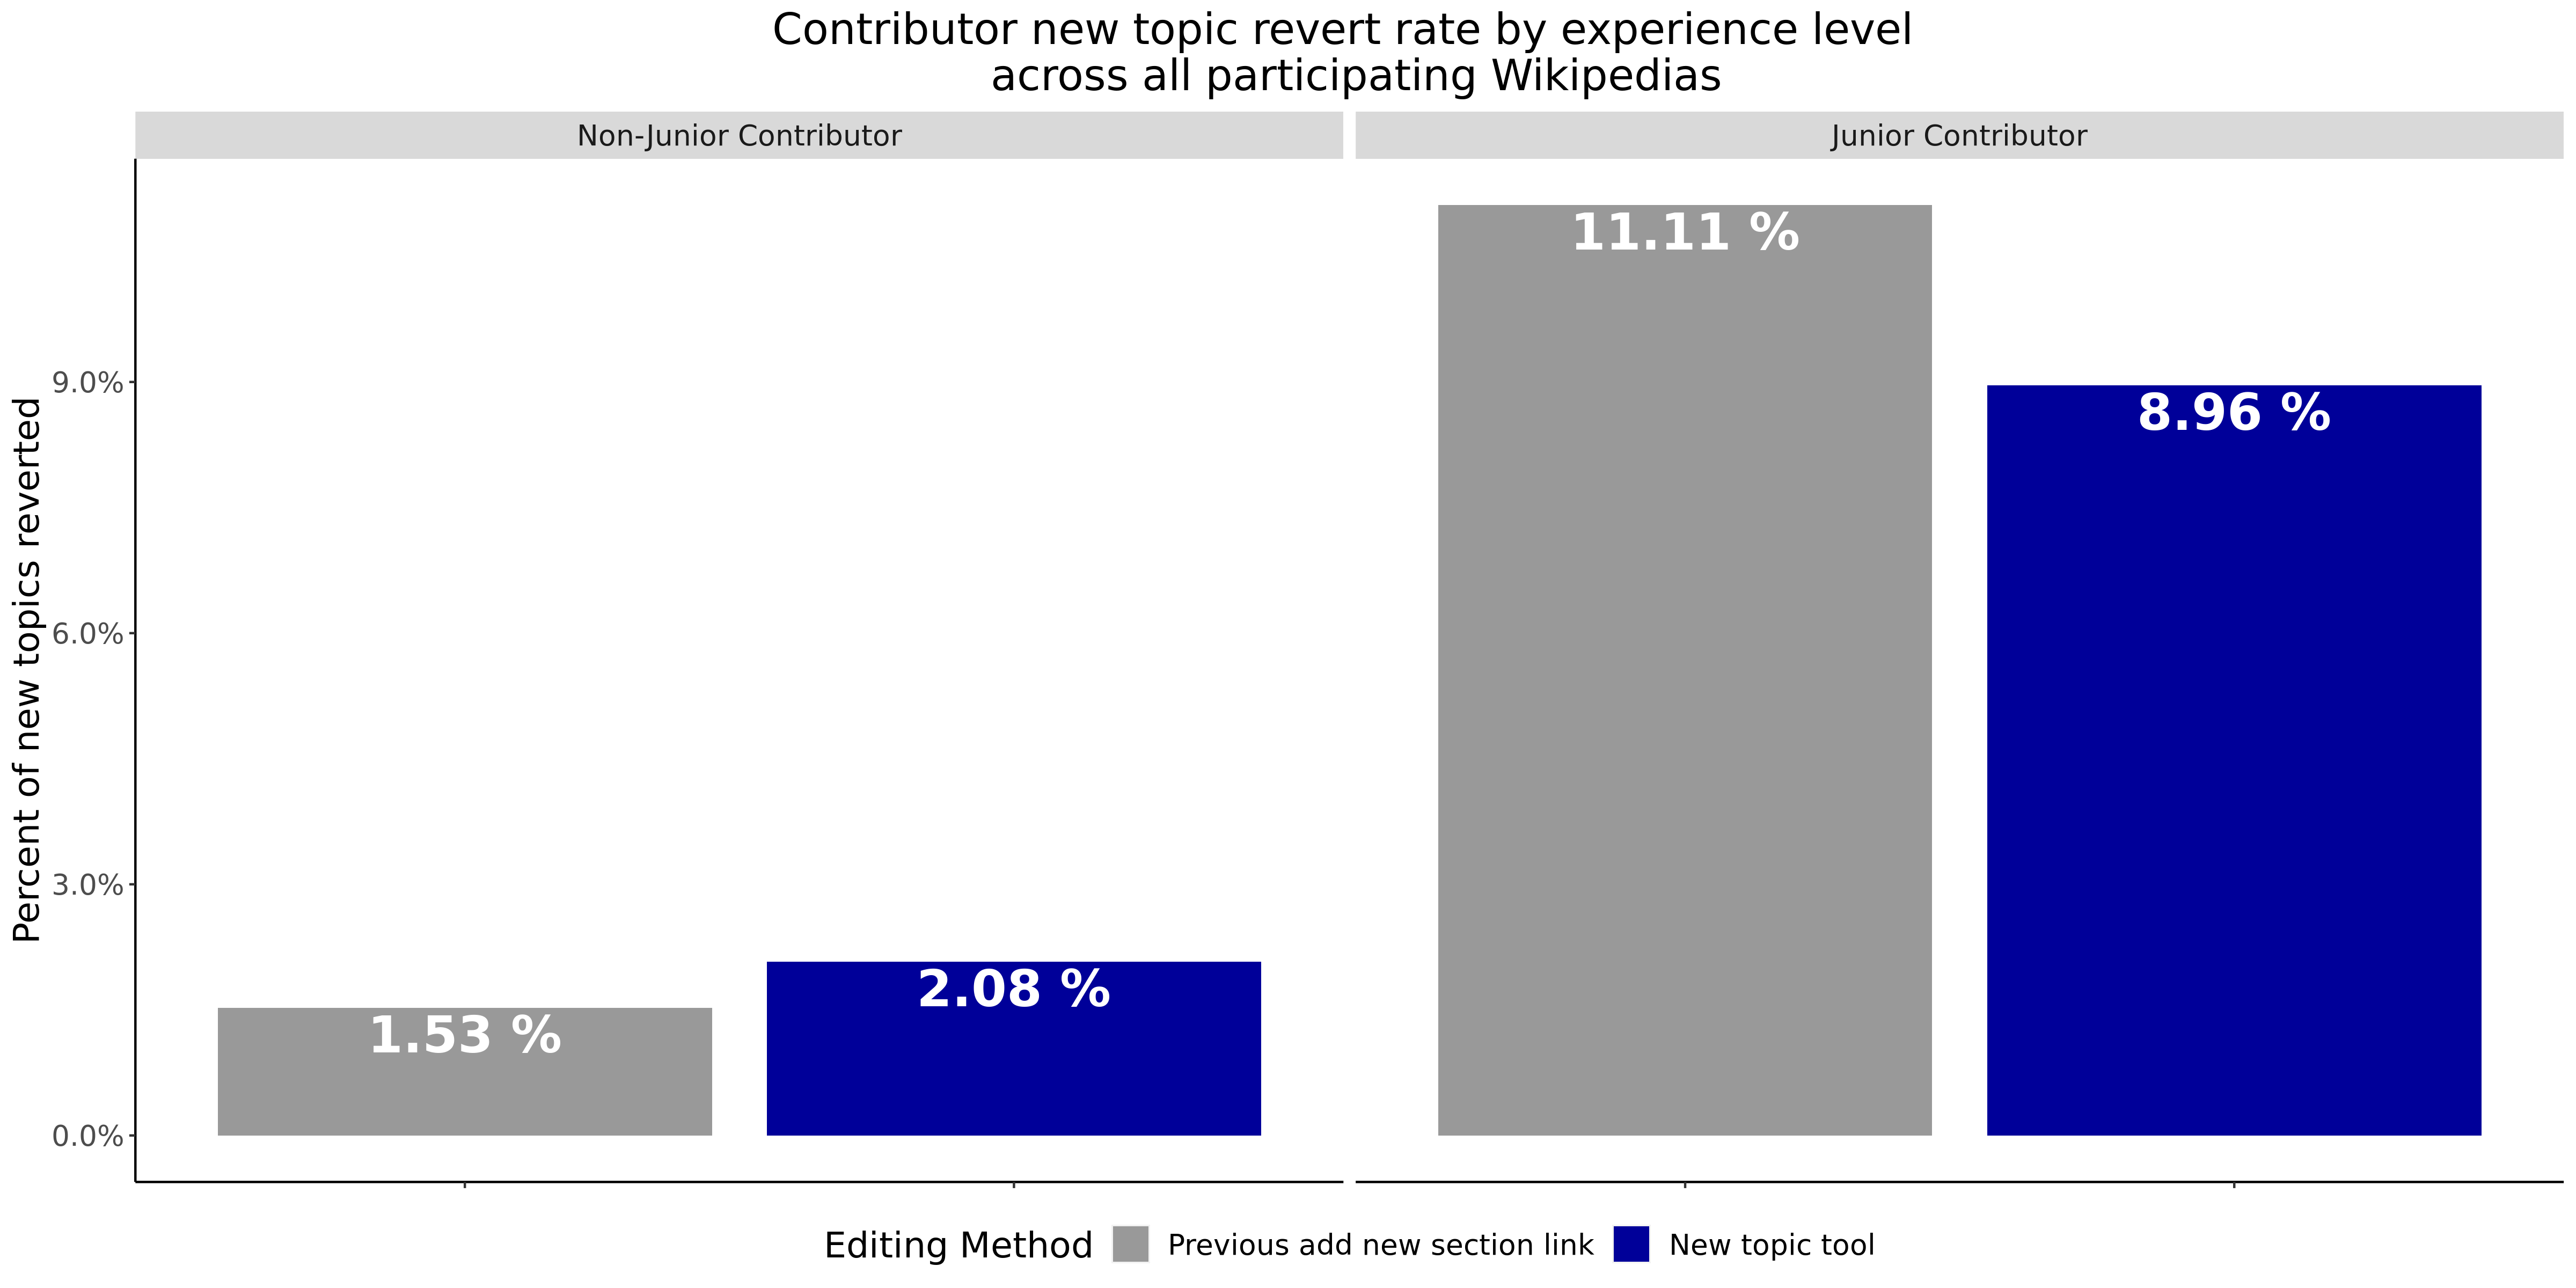 Contributor new topic revert rate by experience level
across all participating Wikipedias
Non-Junior Contributor
Junior Contributor
Percent of new topics reverted
9.0%
6.0%
3.0%
0.0%
1.53 %
2.08 %
11.11 %
8.96 %
Editing Method
Previous add new section link
New topic tool